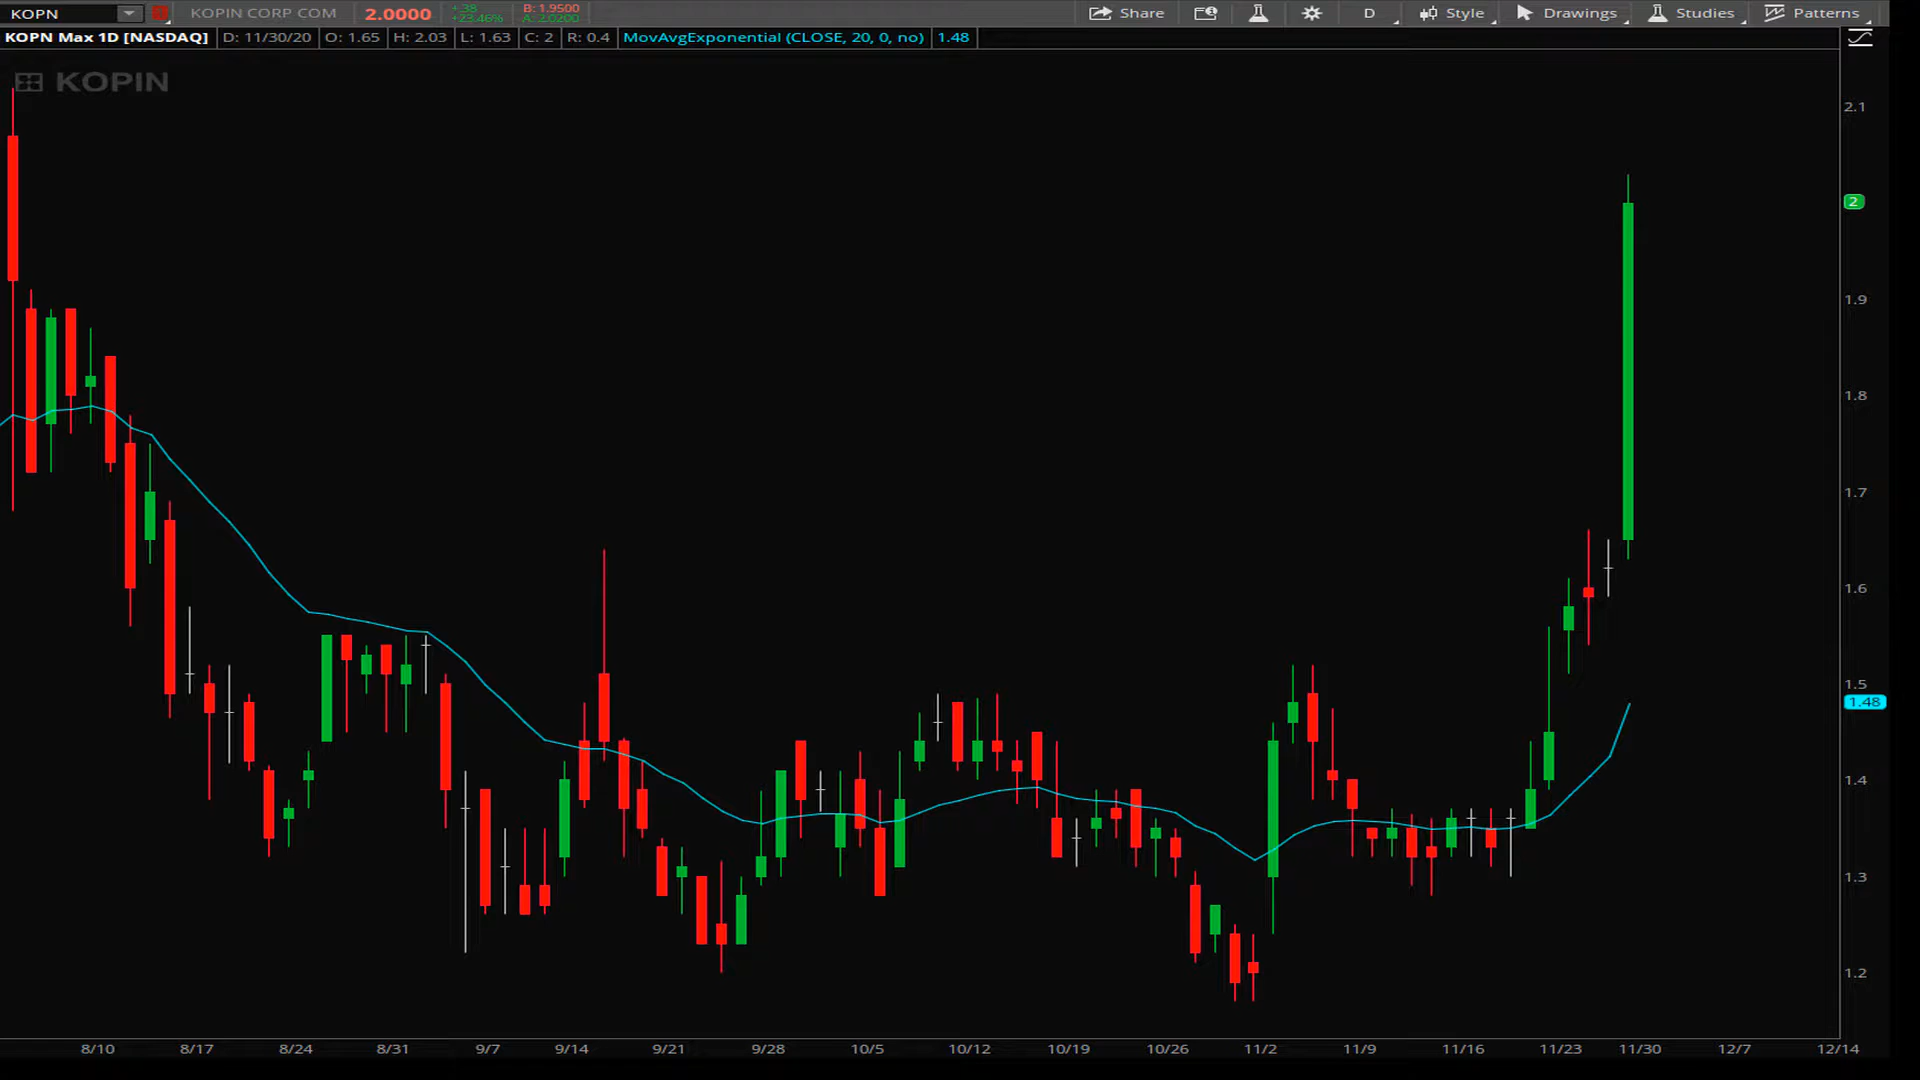 KOPN KOPIN CORP COM 2.0000 +.38 +23.46% B: 1.9500 A: 2.0200 Share D Style Drawings Studies Patterns
KOPN Max 1D [NASDAQ] D: 11/30/20 O: 1.65 H: 2.03 L: 1.63 C: 2 R: 0.4 MovAvgExponential (CLOSE, 20, 0, no) 1.48
KOPIN
2.1
2
1.9
1.8
1.7
1.6
1.5
1.48
1.4
1.3
1.2
8/10 8/17 8/24 8/31 9/7 9/14 9/21 9/28 10/5 10/12 10/19 10/26 11/2 11/9 11/16 11/23 11/30 12/7 12/14